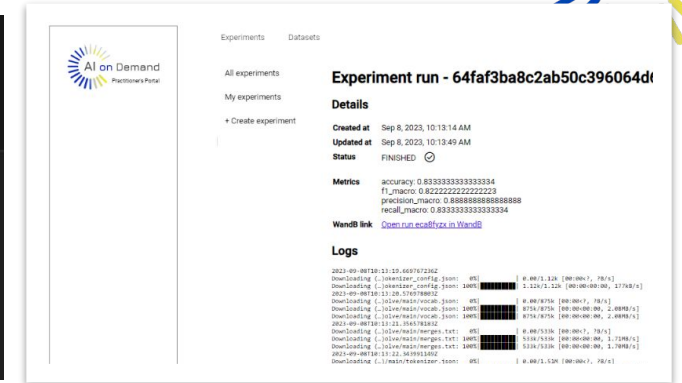 AI on Demand
Practitioners Portal
Experiments Datasets
All experiments
My experiments
+ Create experiment
Experiment run - 64faf3ba8c2ab50c396064d
Details
Created at Sep 8, 2023, 10:13:14 AM
Updated at Sep 8, 2023, 10:13:49 AM
Status FINISHED
Metrics accuracy: 0.8333333333333334
f1_macro: 0.8222222222222223
precision_macro: 0.8888888888888888
recall_macro: 0.8333333333333334
WandB link Open run eca8fyzx in WandB
Logs
2023-09-08T10:13:19.669767236Z
Downloading (…)okenizer_config.json: 0%| | 0.00/1.12k [00:00<?, ?B/s]
Downloading (…)okenizer_config.json: 100%| 1.12k/1.12k [00:00<00:00, 177kB/s]
2023-09-08T10:13:20.576978003Z
Downloading (…)olve/main/vocab.json: 0%| | 0.00/875k [00:00<?, ?B/s]
Downloading (…)olve/main/vocab.json: 100%| 875k/875k [00:00<00:00, 2.08MB/s]
Downloading (…)olve/main/vocab.json: 100%| 875k/875k [00:00<00:00, 2.08MB/s]
2023-09-08T10:13:21.356578183Z
Downloading (…)olve/main/merges.txt: 0%| | 0.00/533k [00:00<?, ?B/s]
Downloading (…)olve/main/merges.txt: 100%| 533k/533k [00:00<00:00, 1.71MB/s]
Downloading (…)olve/main/merges.txt: 100%| 533k/533k [00:00<00:00, 1.70MB/s]
2023-09-08T10:13:22.343991149Z
Downloading (…)/main/tokenizer.json: 0%| | 0.00/1.51M [00:00<?, ?B/s]